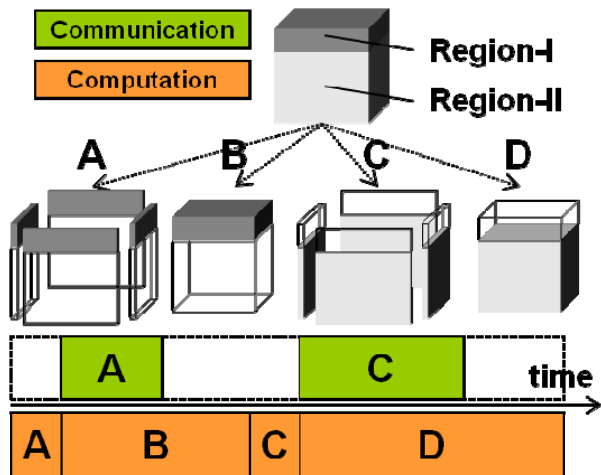 Communication
Computation
Region-I
Region-II
A B C D
A C
time
A B C D